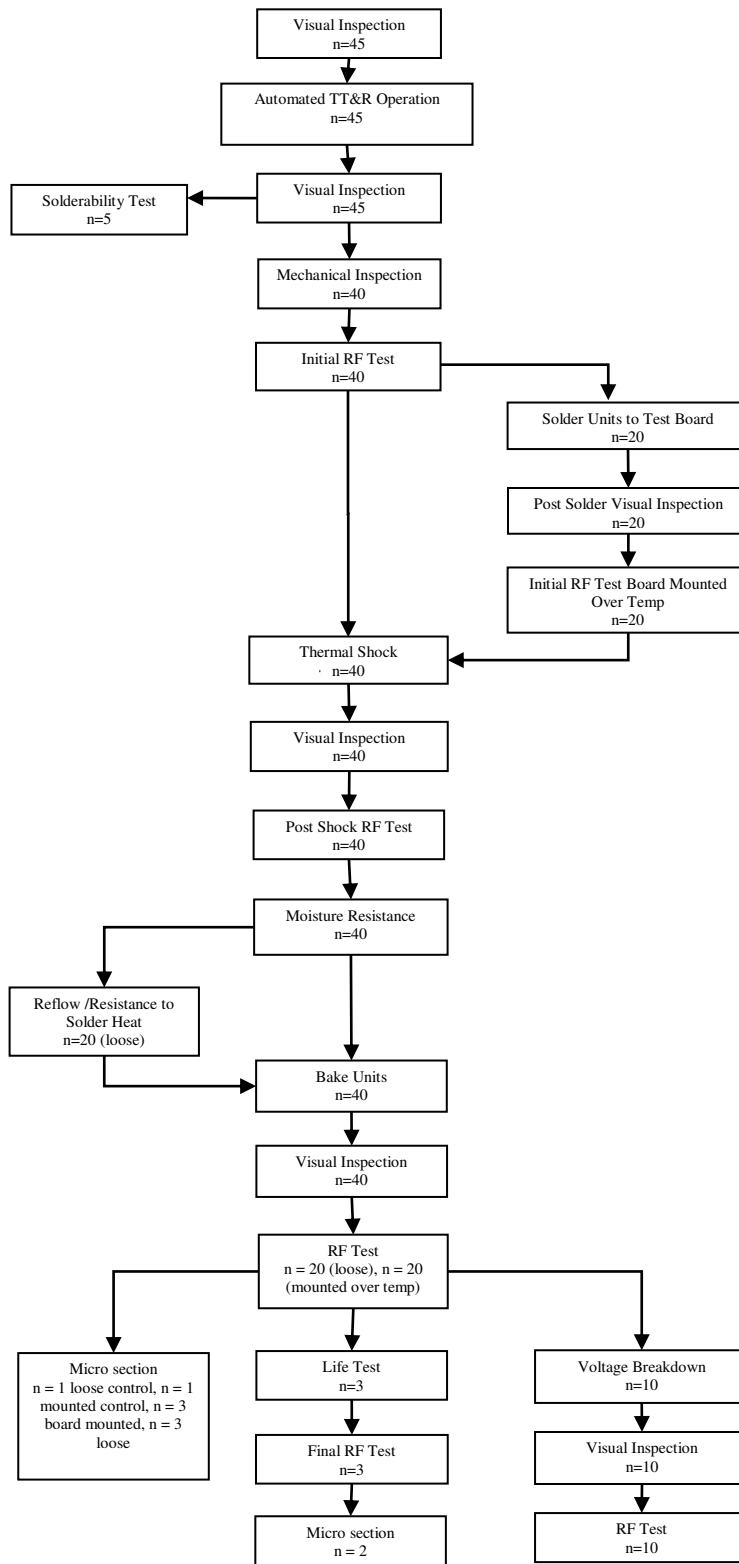 Visual Inspection
n=45
Automated TT&R Operation
n=45
Visual Inspection
n=45
Solderability Test
n=5
Mechanical Inspection
n=40
Initial RF Test
n=40
Solder Units to Test Board
n=20
Post Solder Visual Inspection
n=20
Initial RF Test Board Mounted
Over Temp
n=20
Thermal Shock
n=40
Visual Inspection
n=40
Post Shock RF Test
n=40
Moisture Resistance
n=40
Reflow /Resistance to
Solder Heat
n=20 (loose)
Bake Units
n=40
Visual Inspection
n=40
RF Test
n = 20 (loose), n = 20
(mounted over temp)
Micro section
n = 1 loose control, n = 1
mounted control, n = 3
board mounted, n = 3
loose
Life Test
n=3
Final RF Test
n=3
Micro section
n = 2
Voltage Breakdown
n=10
Visual Inspection
n=10
RF Test
n=10